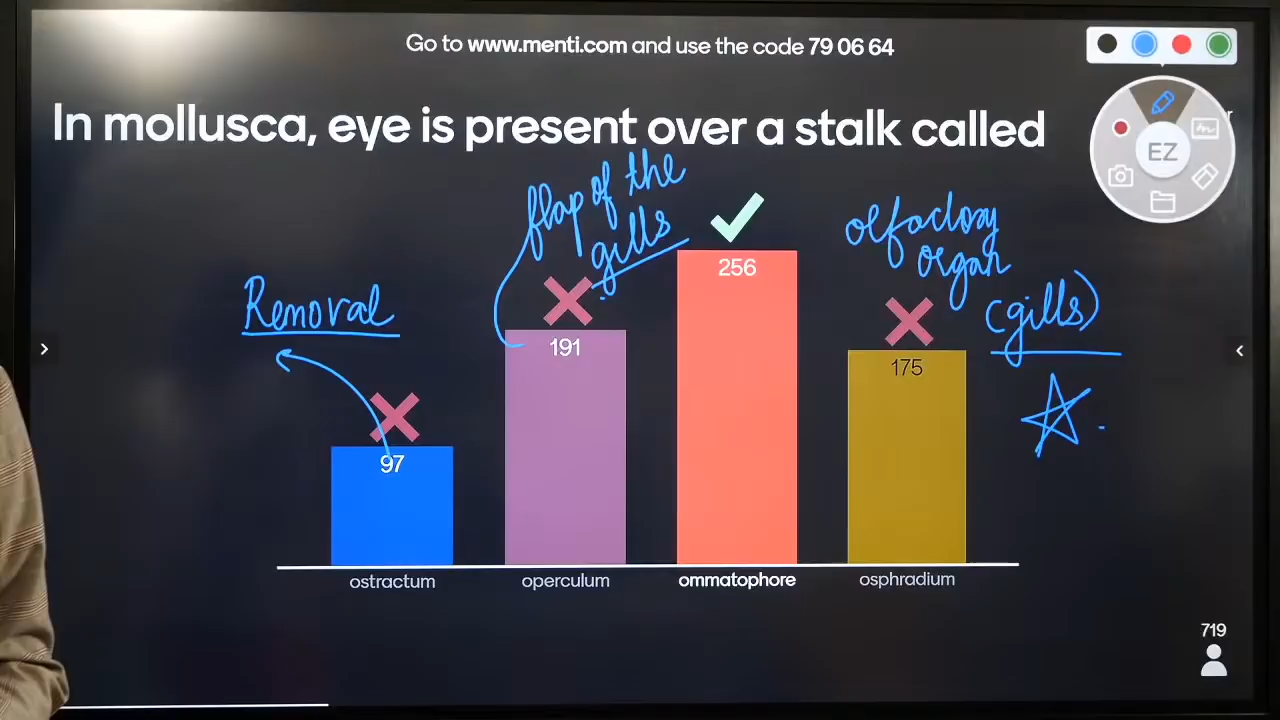 Go to www.menti.com and use the code 79 06 64
EZ
In mollusca, eye is present over a stalk called
flap of the
gills
olfactory
organ
(gills)
Removal
256
191
175
97
ostractum
operculum
ommatophore
osphradium
719